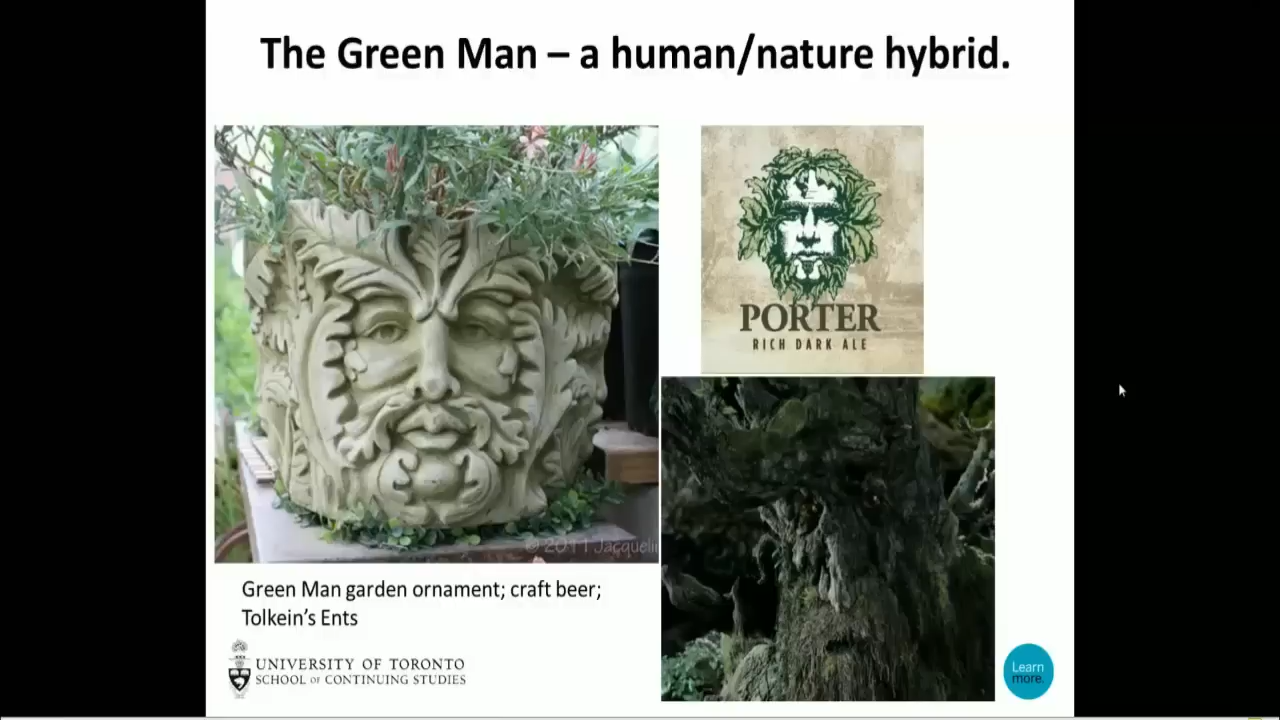 The Green Man – a human/nature hybrid.
PORTER
RICH DARK ALE
© 2011 Jacqueli
Green Man garden ornament; craft beer;
Tolkein’s Ents
UNIVERSITY OF TORONTO
SCHOOL OF CONTINUING STUDIES
Learn
more.